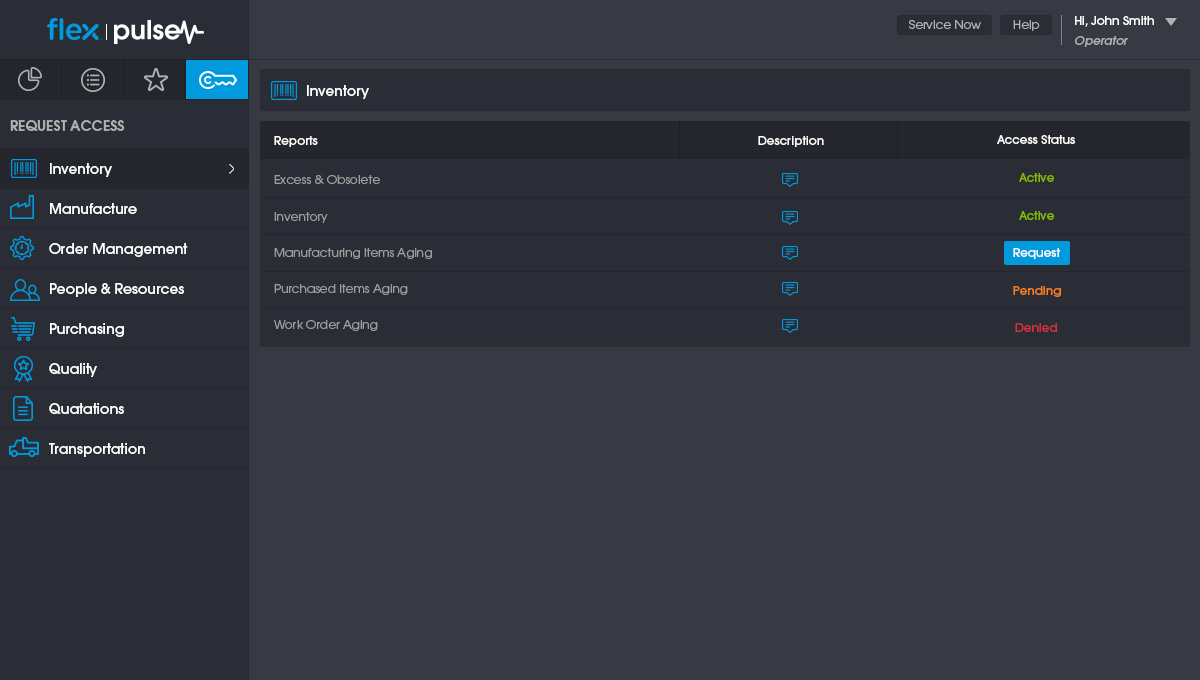 flex | pulse
Service Now
Help
Hi, John Smith
Operator
REQUEST ACCESS
Inventory
Manufacture
Order Management
People & Resources
Purchasing
Quality
Quatations
Transportation
Inventory
Reports Description Access Status
Excess & Obsolete Active
Inventory Active
Manufacturing Items Aging Request
Purchased Items Aging Pending
Work Order Aging Denied